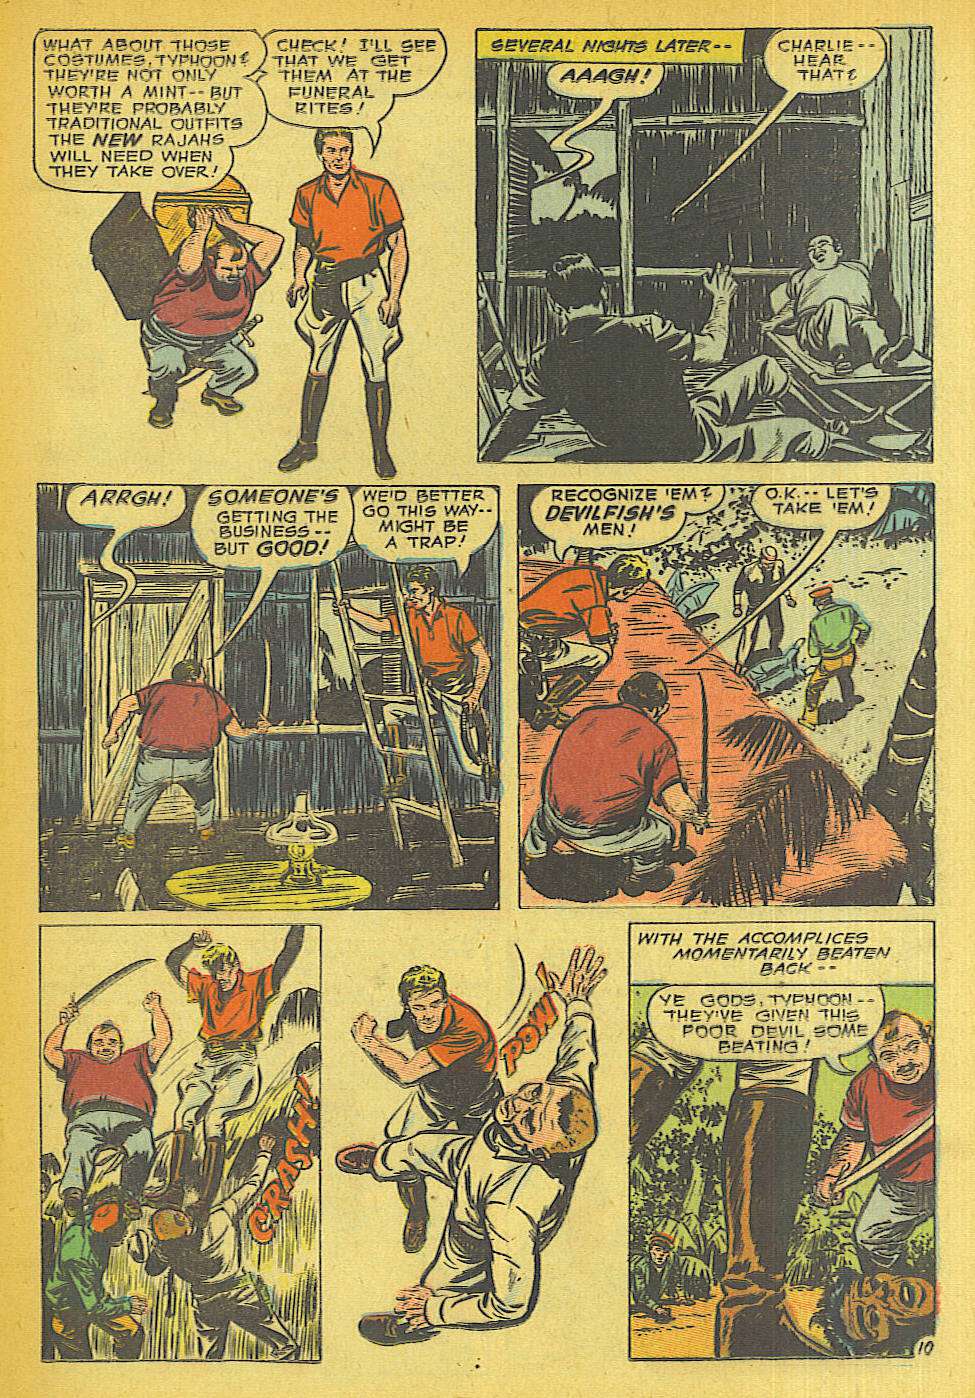 WHAT ABOUT THOSE
COSTUMES, TYPHOON?
THEY'RE NOT ONLY
WORTH A MINT-- BUT
THEY'RE PROBABLY
TRADITIONAL OUTFITS
THE NEW RAJAHS
WILL NEED WHEN
THEY TAKE OVER!
CHECK! I'LL SEE
THAT WE GET
THEM AT THE
FUNERAL
RITES!
SEVERAL NIGHTS LATER--
AAAGH!
CHARLIE--
HEAR
THAT?
ARRGH!
SOMEONE'S
GETTING THE
BUSINESS--
BUT GOOD!
WE'D BETTER
GO THIS WAY--
MIGHT BE
A TRAP!
RECOGNIZE 'EM?
DEVILFISH'S
MEN!
O.K.-- LET'S
TAKE 'EM!
CRASH!
POW!
WITH THE ACCOMPLICES
MOMENTARILY BEATEN
BACK--
YE GODS, TYPHOON--
THEY'VE GIVEN THIS
POOR DEVIL SOME
BEATING!
10